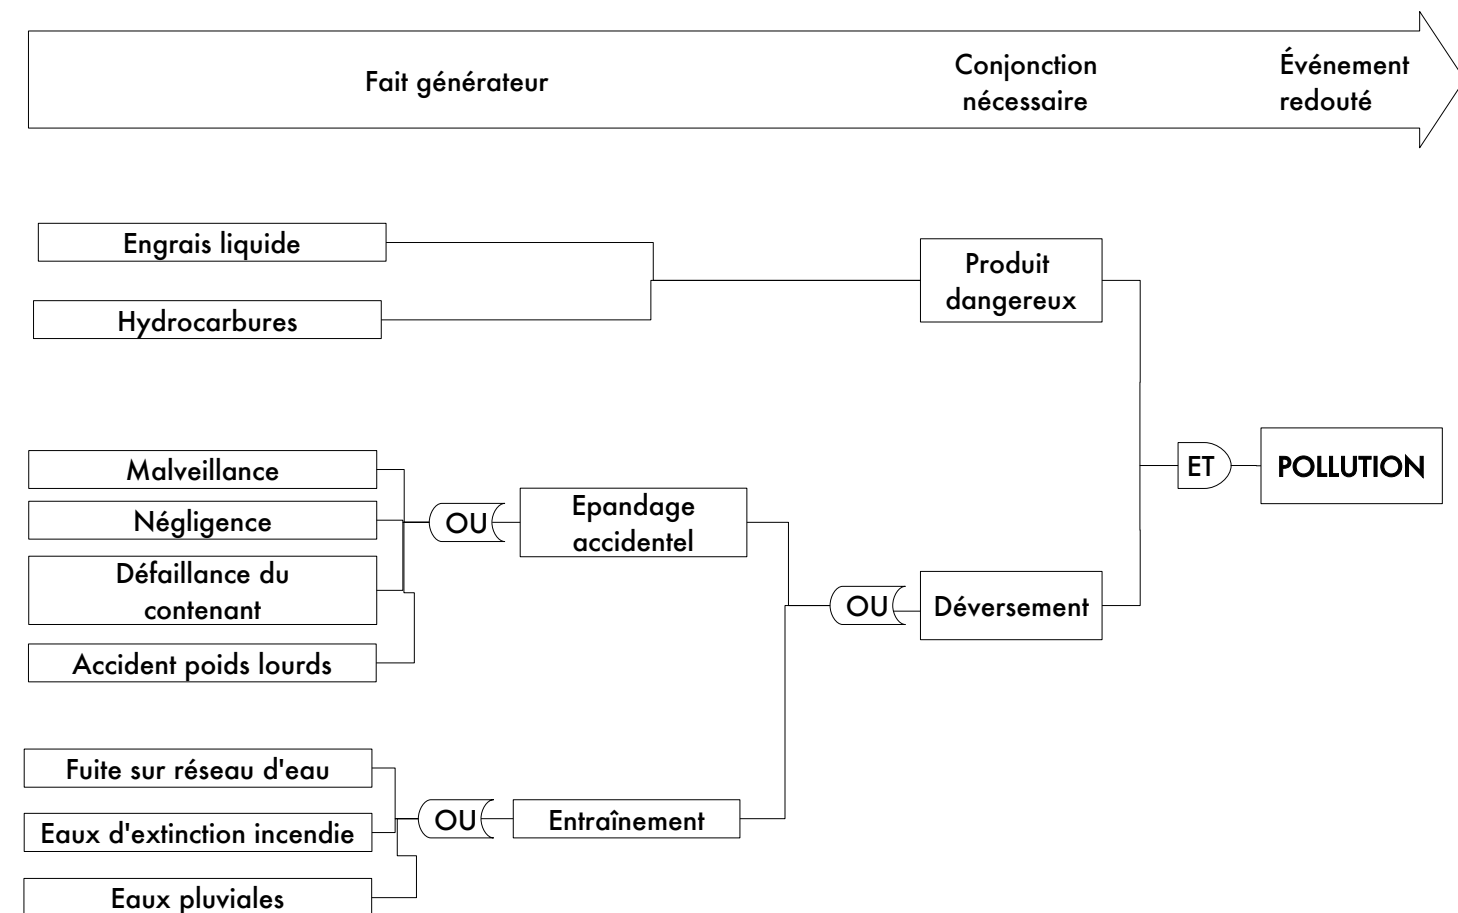 Fait générateur
Conjonction
nécessaire
Événement
redouté
Engrais liquide
Hydrocarbures
Produit
dangereux
Malveillance
Négligence
Défaillance du
contenant
Accident poids lourds
OU
Epandage
accidentel
OU
Déversement
ET
POLLUTION
Fuite sur réseau d'eau
Eaux d'extinction incendie
Eaux pluviales
OU
Entraînement